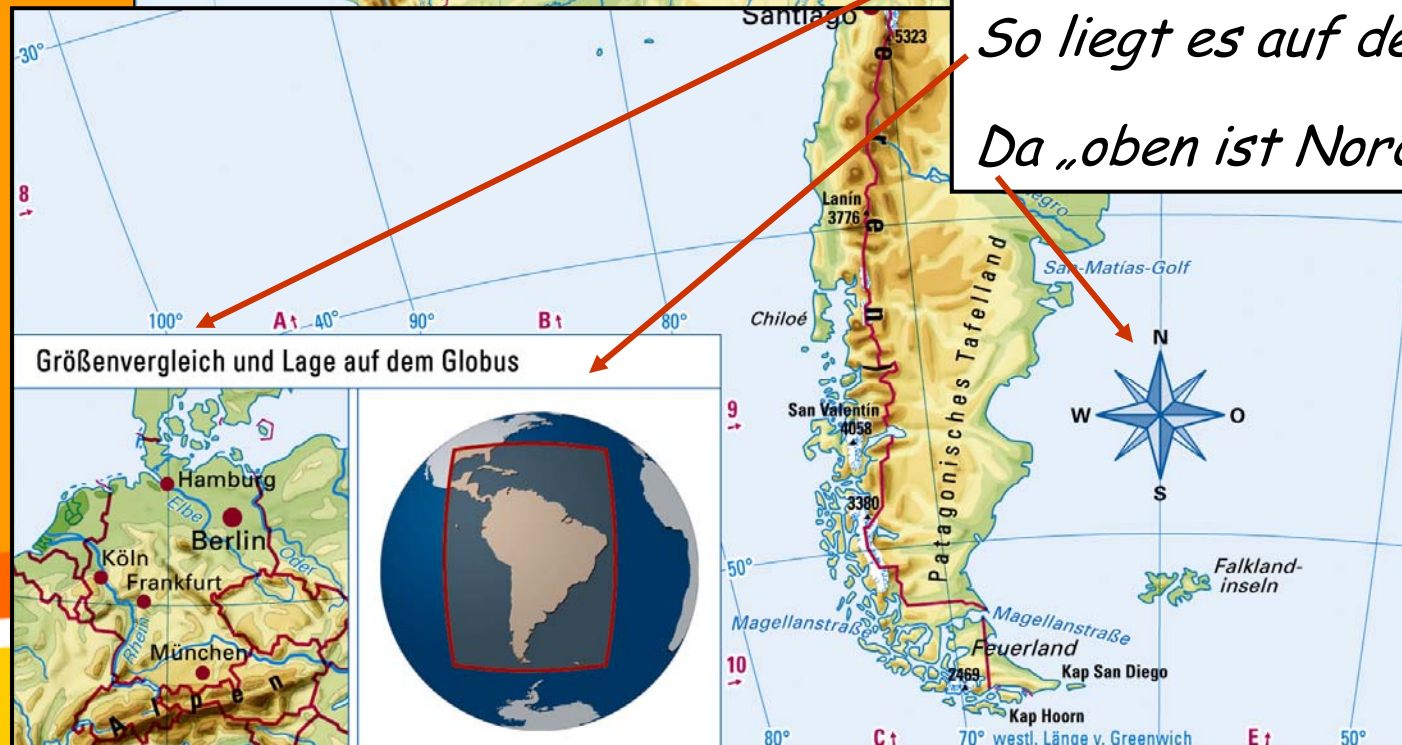 Santiago
So liegt es auf de
Da „oben ist Nord
30°
5323
8
Lanín
3776
Negro
San-Matías-Golf
100°
A
40°
90°
B
80°
Chiloé
Größenvergleich und Lage auf dem Globus
Patagonisches Tafelland
N
W
O
S
9
San Valentín
4058
3380
Hamburg
Elbe
Berlin
Oder
Köln
Frankfurt
Rhein
München
Alpen
50°
Falkland-
inseln
Magellanstraße
Magellanstraße
Feuerland
2469
Kap San Diego
10
Kap Hoorn
80°
C
70° westl. Länge v. Greenwich
E
50°
e r e n )